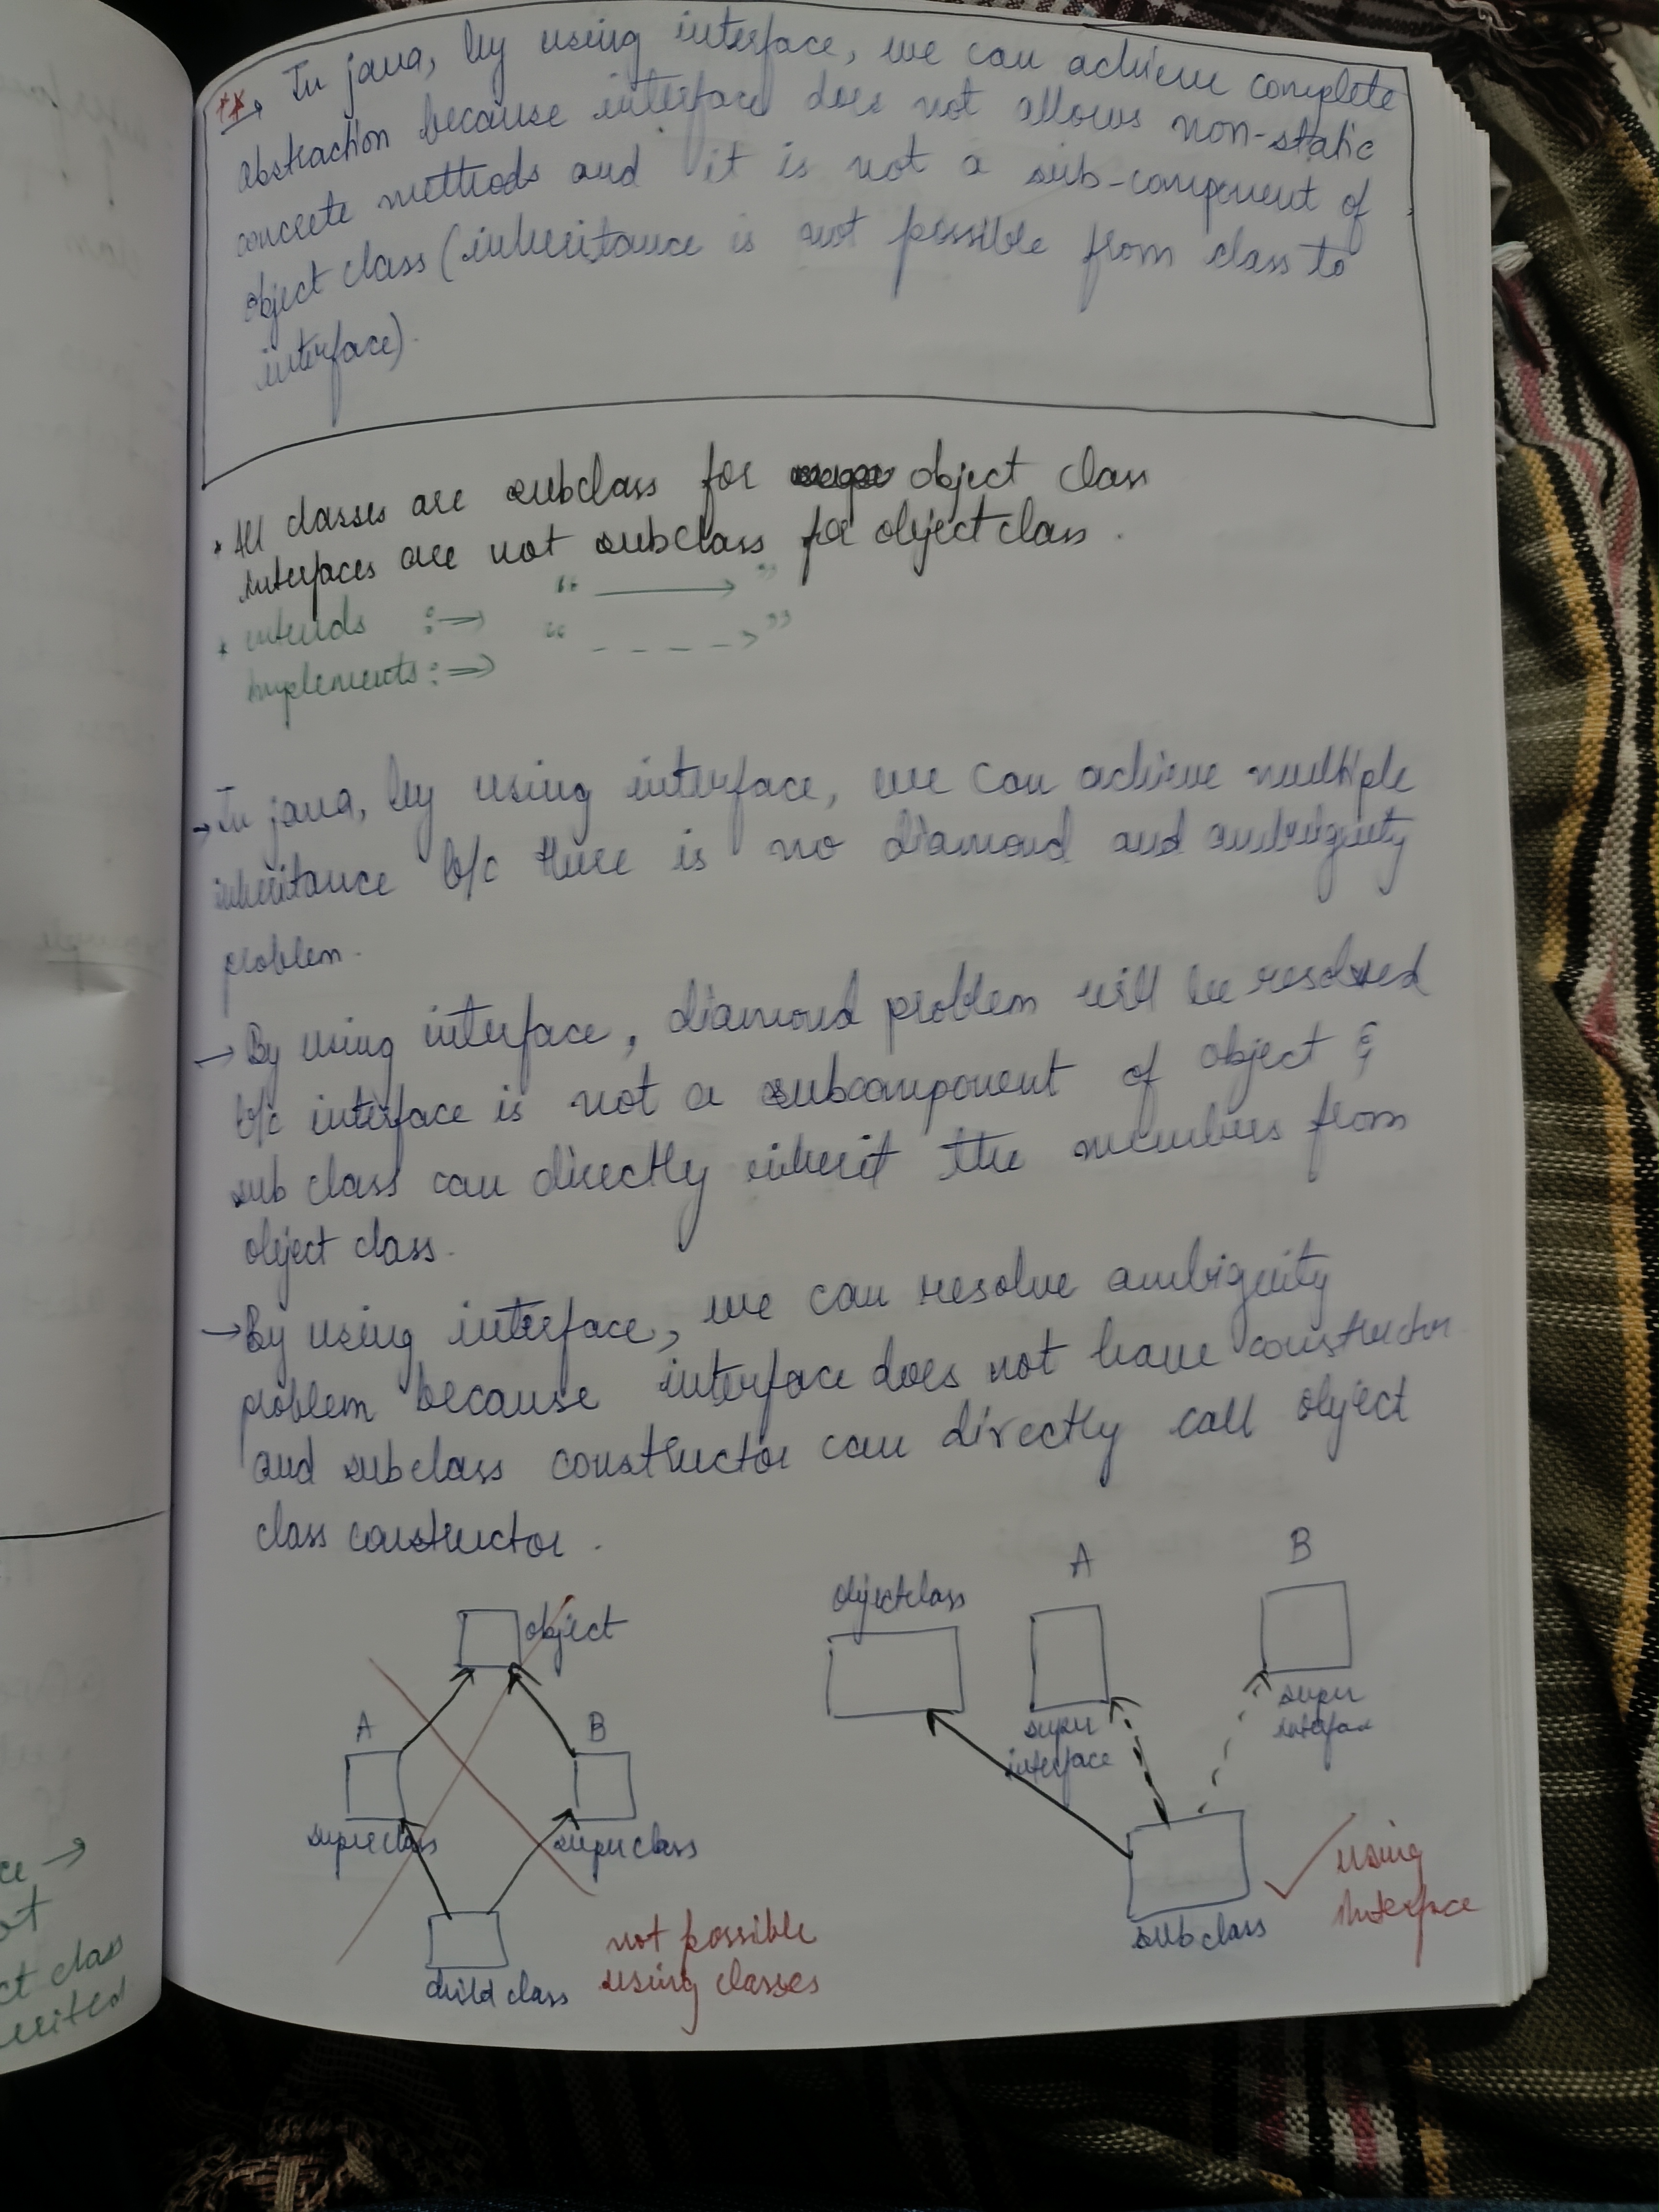 ** → In java, by using interface, we can achieve complete
abstraction because interface does not allows non-static
concrete methods and it is not a sub-component of
object class (inheritance is not possible from class to
interface).
* All classes are subclass for object class
interfaces are not subclass for object class.
* extends :→ “ ⟶ ”
implements :→ “ - - - -> ”
→ In java, by using interface, we can achieve multiple
inheritance b/c there is no diamond and ambiguity
problem.
→ By using interface, diamond problem will be resolved
b/c interface is not a subcomponent of object &
sub class can directly inherit the members from
object class.
→ By using interface, we can resolve ambiguity
problem because interface does not have constructor
and subclass constructor can directly call object
class constructor.
object
A B
superclass superclass
child class
not possible
using classes
objectclass A B
super
interface
super
interface
sub class
using
interface
ot
ct class